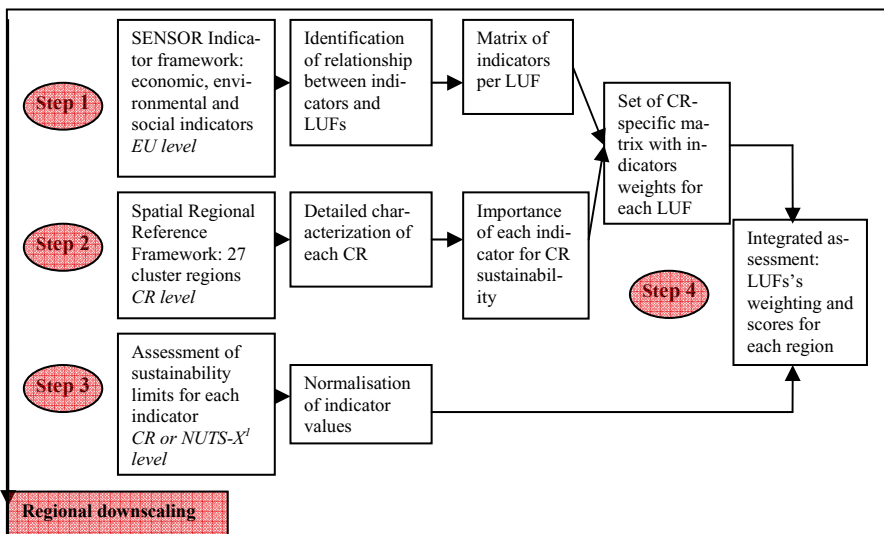 Step 1
SENSOR Indica-
tor framework:
economic, envi-
ronmental and
social indicators
EU level
Identification
of relationship
between indi-
cators and
LUFs
Matrix of
indicators
per LUF
Set of CR-
specific ma-
trix with in-
dicators
weights for
each LUF
Step 2
Spatial Regional
Reference
Framework: 27
cluster regions
CR level
Detailed char-
acterization of
each CR
Importance
of each indi-
cator for CR
sustainabil-
ity
Step 4
Integrated as-
sessment:
LUFs's
weighting and
scores for
each region
Step 3
Assessment of
sustainability
limits for each
indicator
CR or NUTS-X¹
level
Normalisation
of indicator
values
Regional downscaling